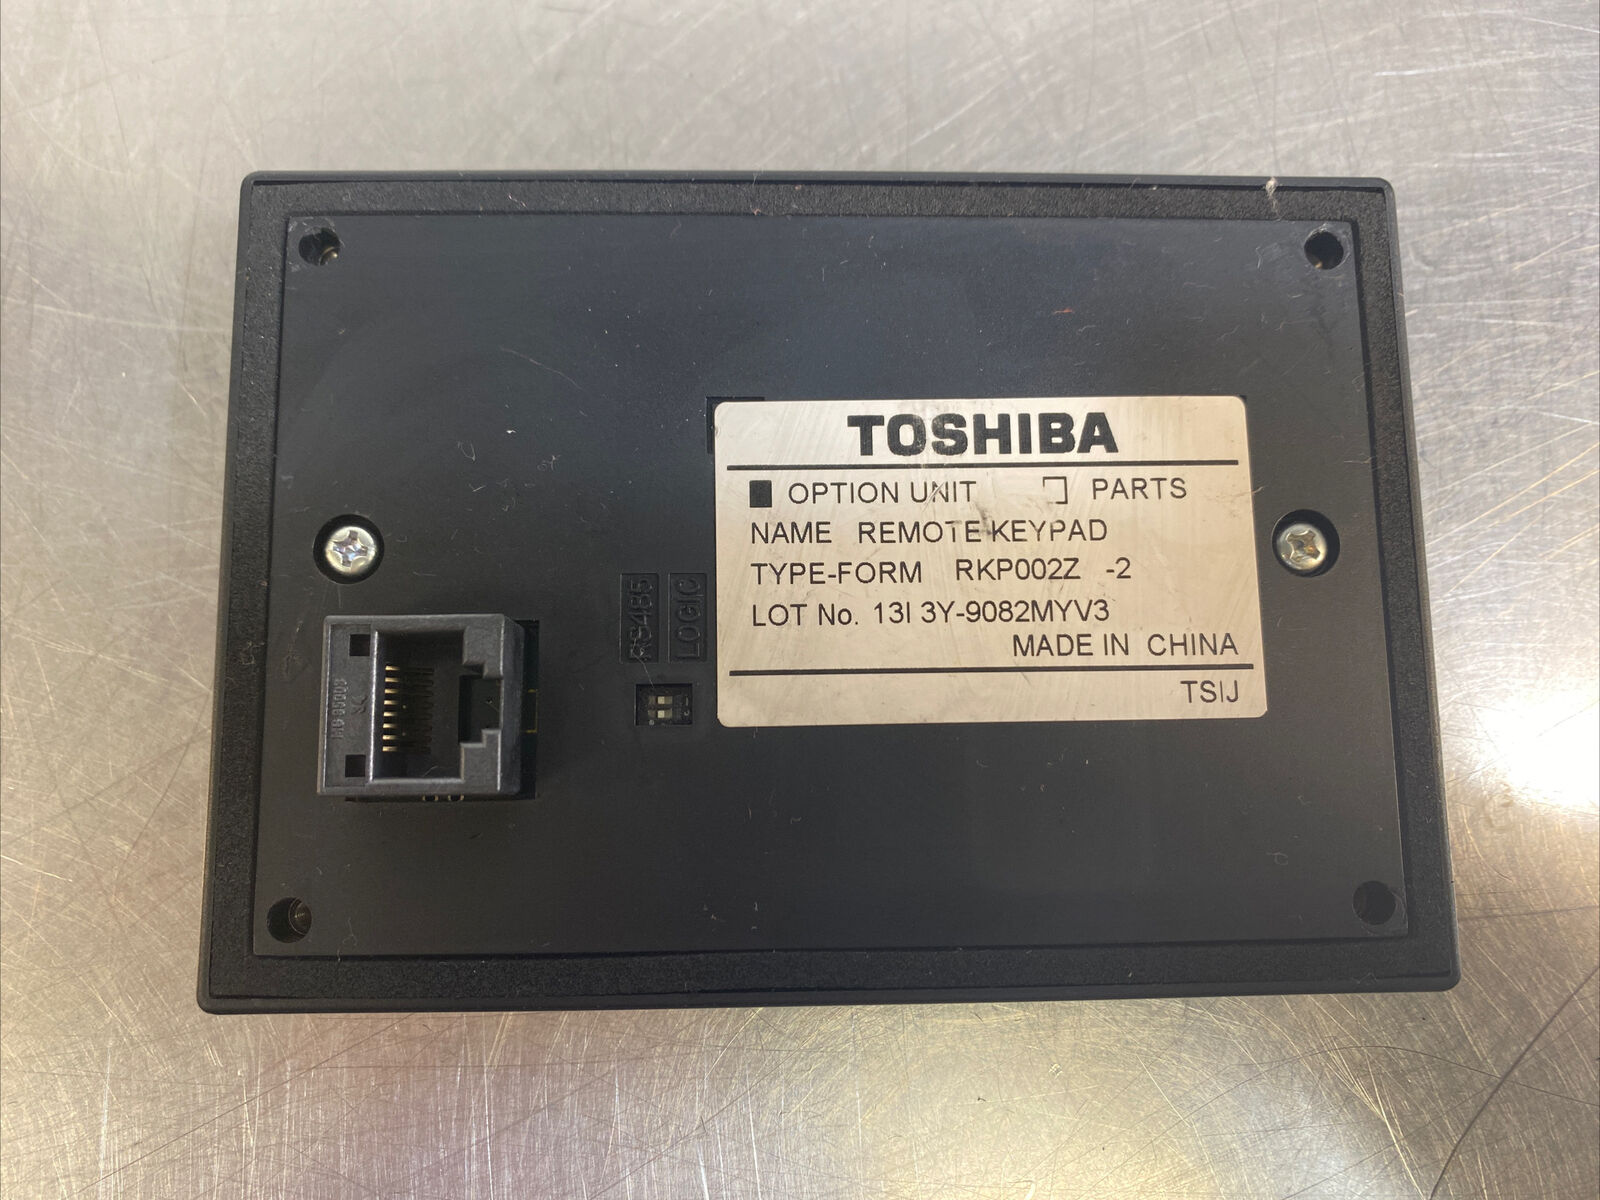 TOSHIBA
■ OPTION UNIT □ PARTS
NAME REMOTE KEYPAD
TYPE-FORM RKP002Z -2
LOT No. 13I 3Y-9082MYV3
MADE IN CHINA
TSIJ
RS485
LOGIC